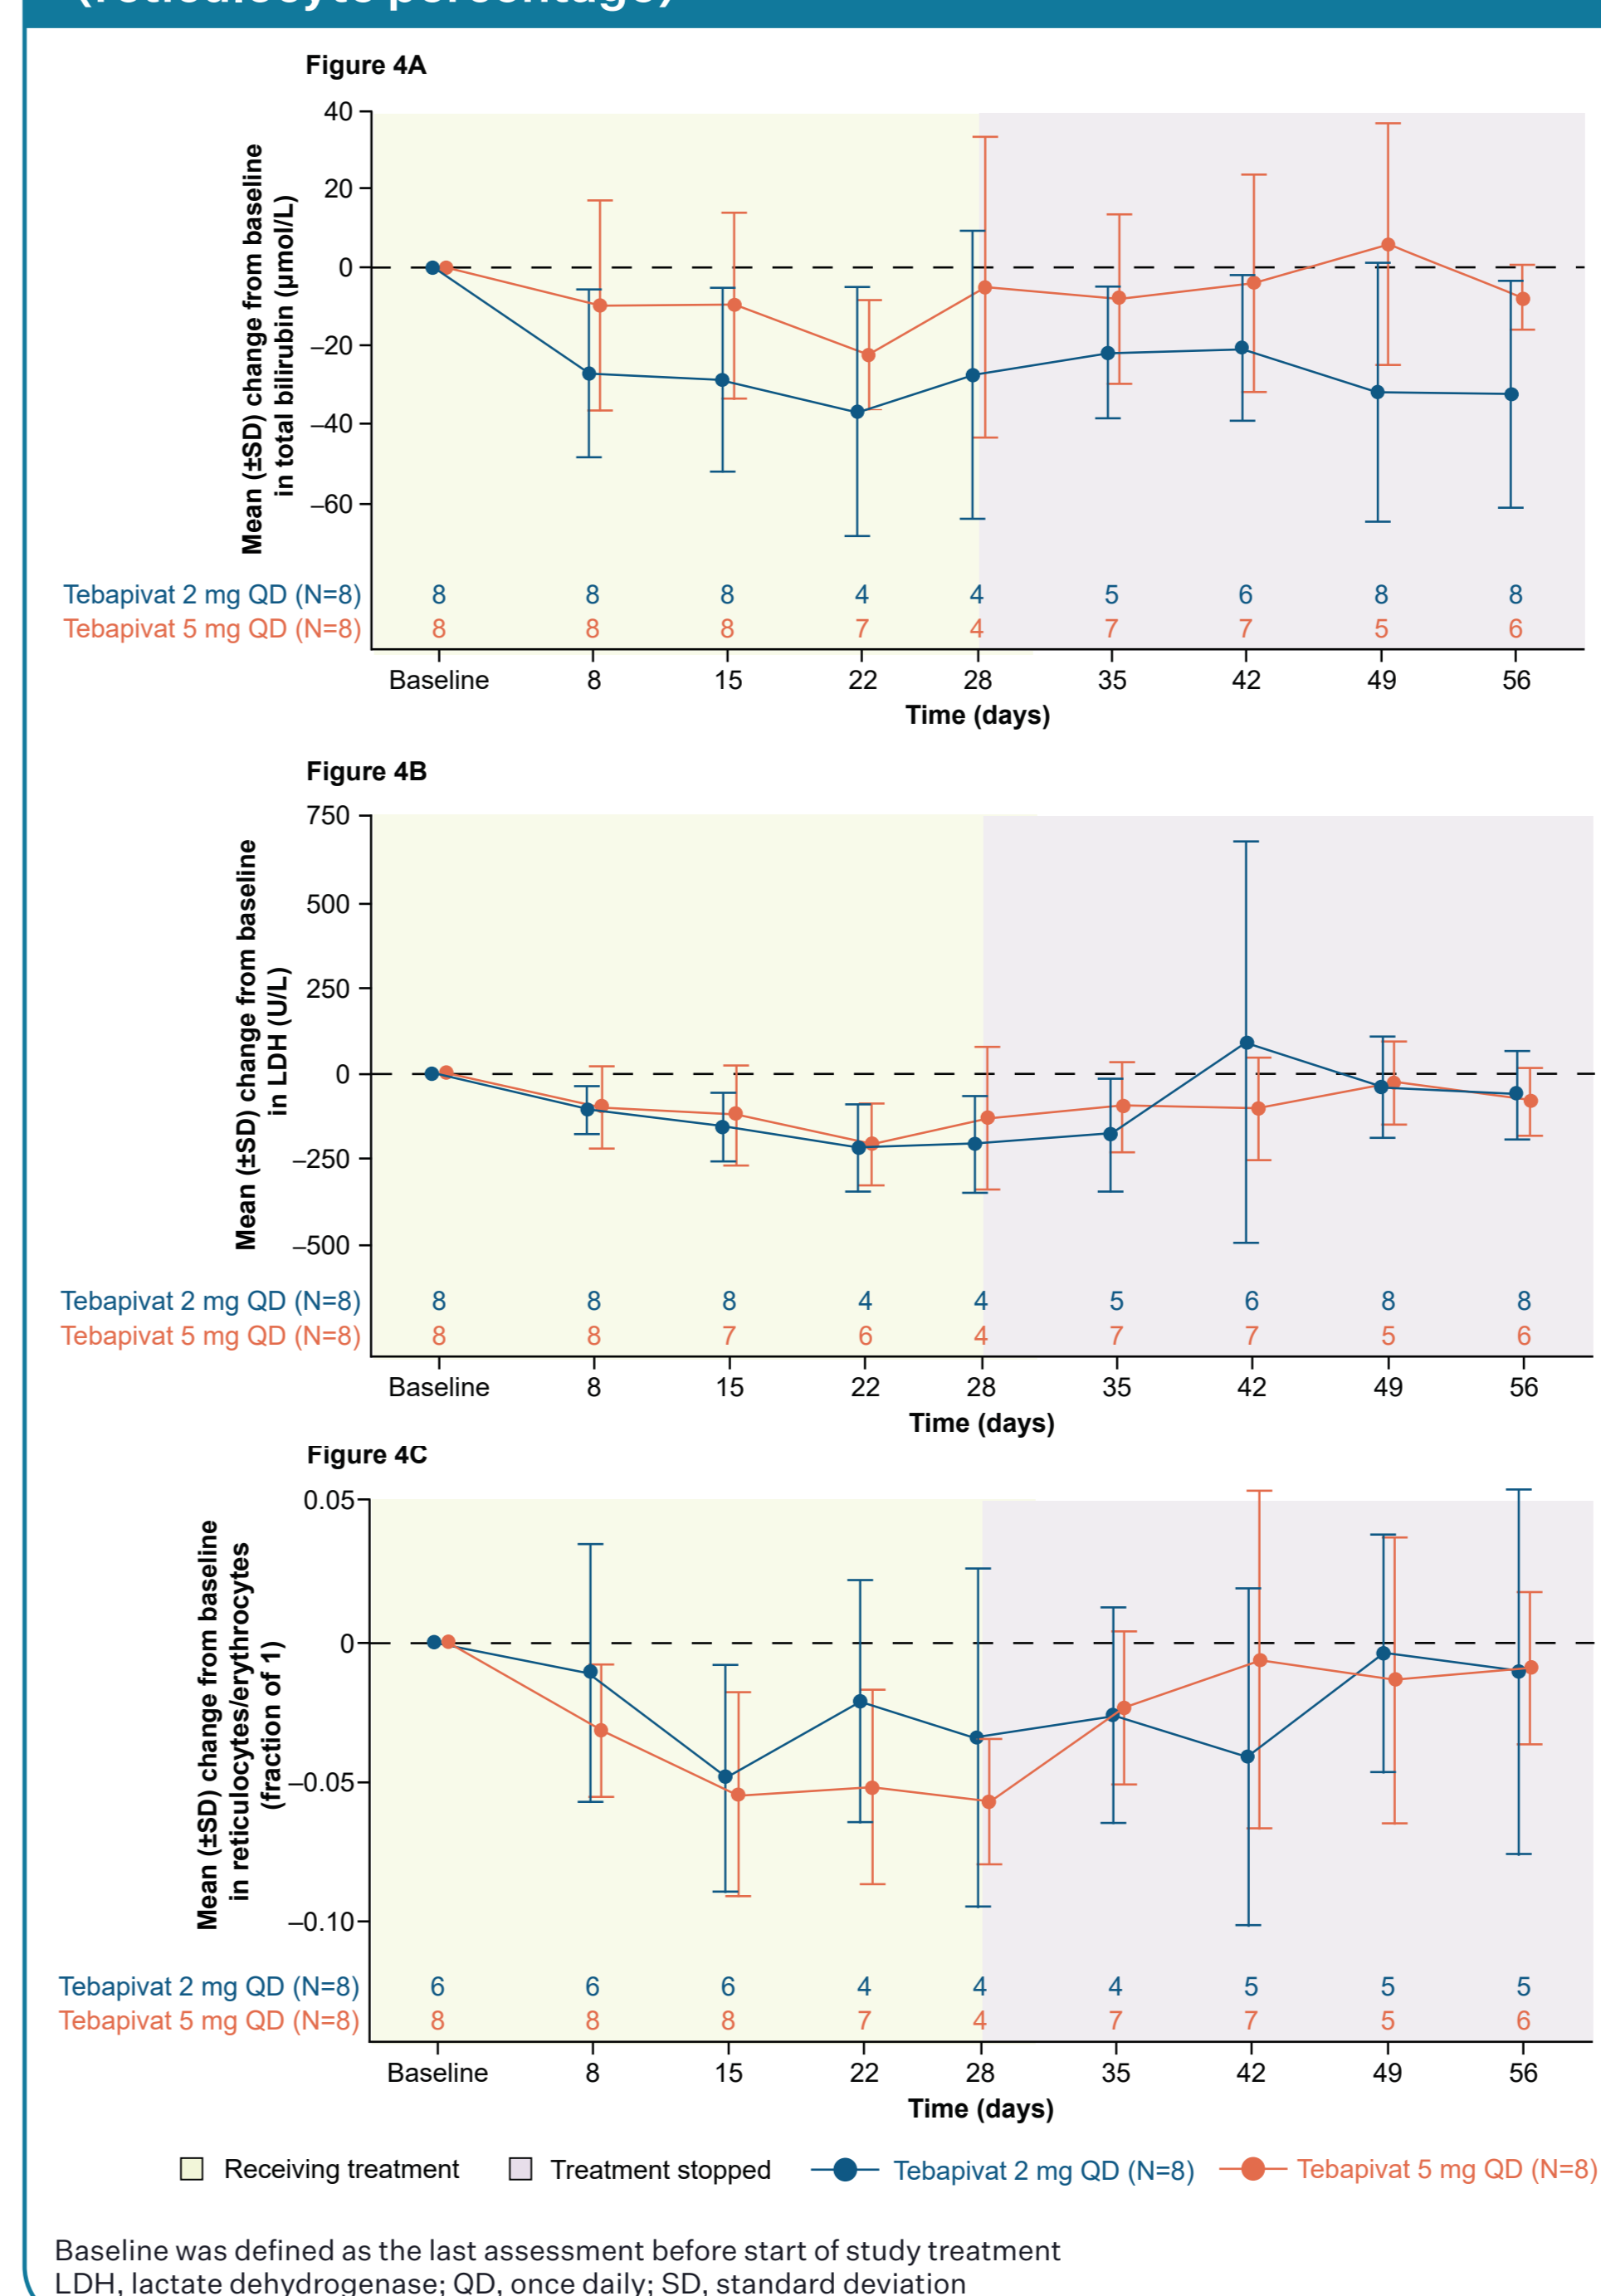 (reticulocyte percentage)
Figure 4A
Mean (±SD) change from baseline
in total bilirubin (µmol/L)
40
20
0
–20
–40
–60
Tebapivat 2 mg QD (N=8) 8 8 8 4 4 5 6 8 8
Tebapivat 5 mg QD (N=8) 8 8 8 7 4 7 7 5 6
Baseline 8 15 22 28 35 42 49 56
Time (days)
Figure 4B
Mean (±SD) change from baseline
in LDH (U/L)
750
500
250
0
–250
–500
Tebapivat 2 mg QD (N=8) 8 8 8 4 4 5 6 8 8
Tebapivat 5 mg QD (N=8) 8 8 7 6 4 7 7 5 6
Baseline 8 15 22 28 35 42 49 56
Time (days)
Figure 4C
Mean (±SD) change from baseline
in reticulocytes/erythrocytes
(fraction of 1)
0.05
0
–0.05
–0.10
Tebapivat 2 mg QD (N=8) 6 6 6 4 4 4 5 5 5
Tebapivat 5 mg QD (N=8) 8 8 8 7 4 7 7 5 6
Baseline 8 15 22 28 35 42 49 56
Time (days)
Receiving treatment Treatment stopped Tebapivat 2 mg QD (N=8) Tebapivat 5 mg QD (N=8)
Baseline was defined as the last assessment before start of study treatment
LDH, lactate dehydrogenase; QD, once daily; SD, standard deviation